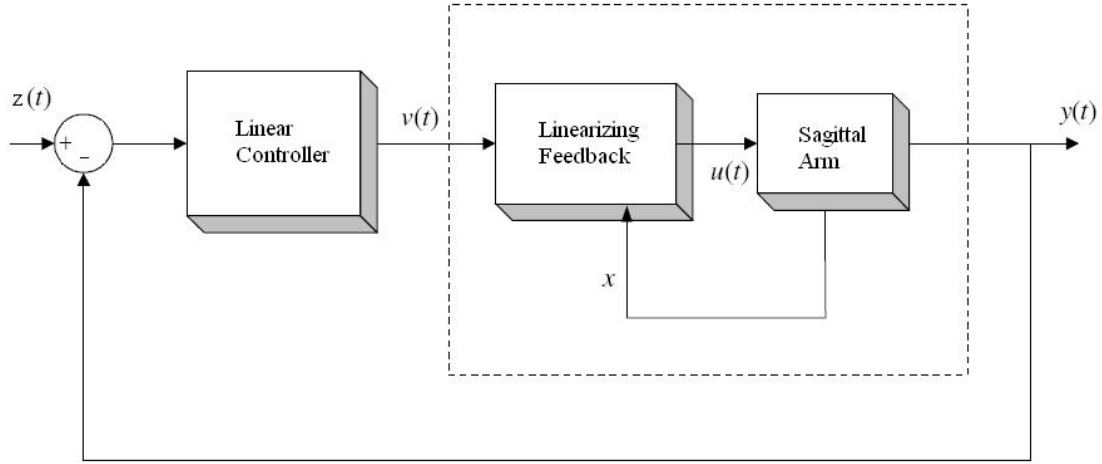 z(t)
+
-
Linear
Controller
v(t)
Linearizing
Feedback
u(t)
Sagittal
Arm
y(t)
x